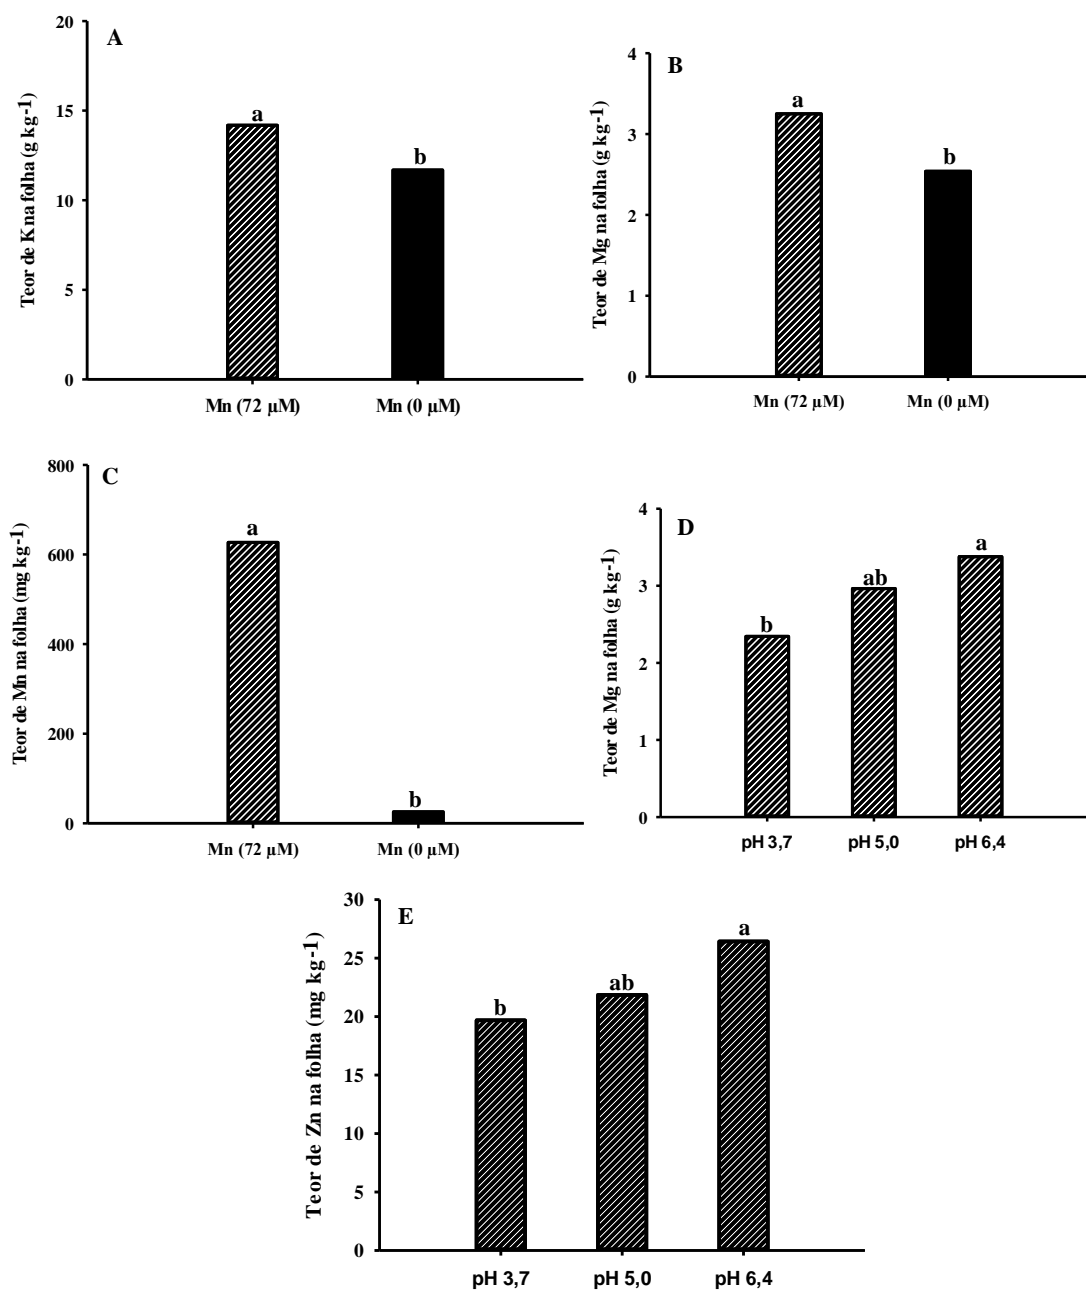 A
Teor de K na folha (g kg-1)
20
15
10
5
0
a
b
Mn (72 µM)
Mn (0 µM)
B
Teor de Mg na folha (g kg-1)
4
3
2
1
0
a
b
Mn (72 µM)
Mn (0 µM)
C
Teor de Mn na folha (mg kg-1)
800
600
400
200
0
a
b
Mn (72 µM)
Mn (0 µM)
D
Teor de Mg na folha (g kg-1)
4
3
2
1
0
b
ab
a
pH 3,7
pH 5,0
pH 6,4
E
Teor de Zn na folha (mg kg-1)
30
25
20
15
10
5
0
b
ab
a
pH 3,7
pH 5,0
pH 6,4